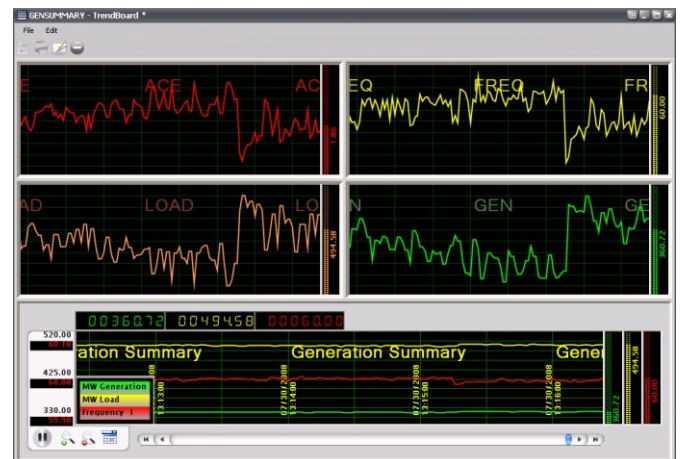 GENSUMMARY - TrendBoard *
File Edit
E ACE AC
-1.86
EQ FREQ FR
60.00
AD LOAD LO
494.58
N GEN GE
360.72
00360.72 00494.58 00060.00
520.00
60.10
ation Summary Generation Summary Gener
425.00
60.00
MW Generation
MW Load
Frequency 1
330.00
59.90
13:13:00
07/30/2008
13:14:00
07/30/2008
13:15:00
07/30/2008
13:16:00
360.72
494.58
60.00